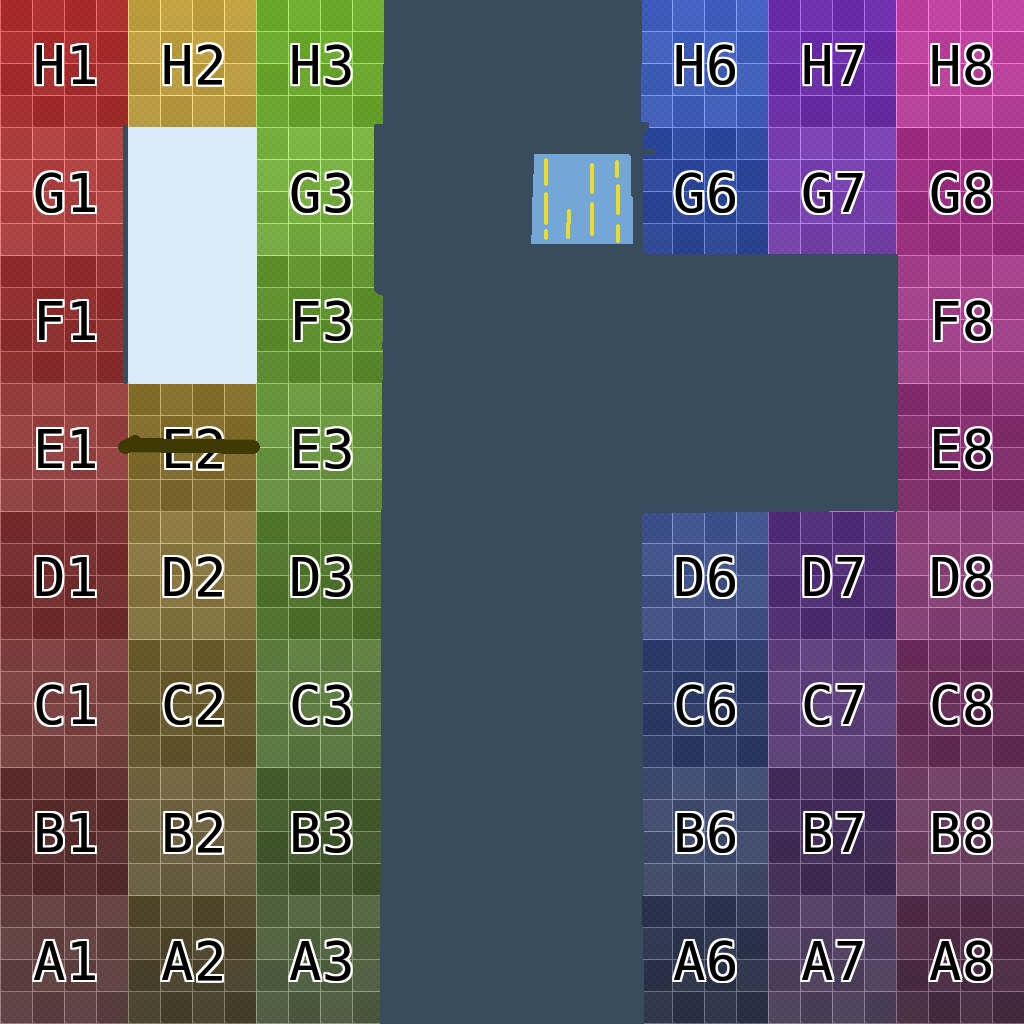 H1 H2 H3 H6 H7 H8
G1 G3 G6 G7 G8
F1 F3 F8
E1 E2 E3 E8
D1 D2 D3 D6 D7 D8
C1 C2 C3 C6 C7 C8
B1 B2 B3 B6 B7 B8
A1 A2 A3 A6 A7 A8